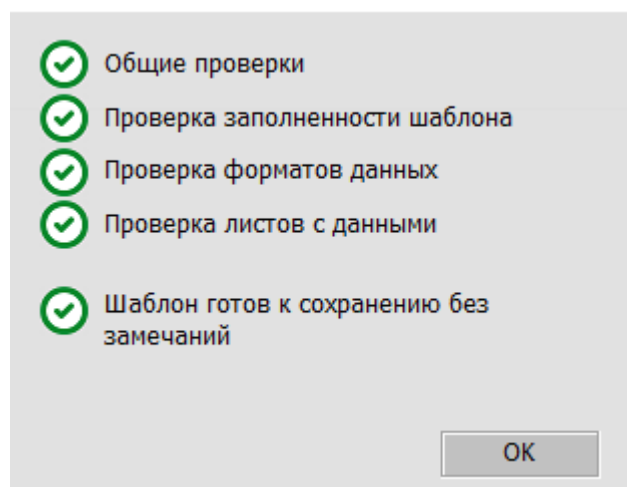 Общие проверки
Проверка заполненности шаблона
Проверка форматов данных
Проверка листов с данными
Шаблон готов к сохранению без
замечаний
OK